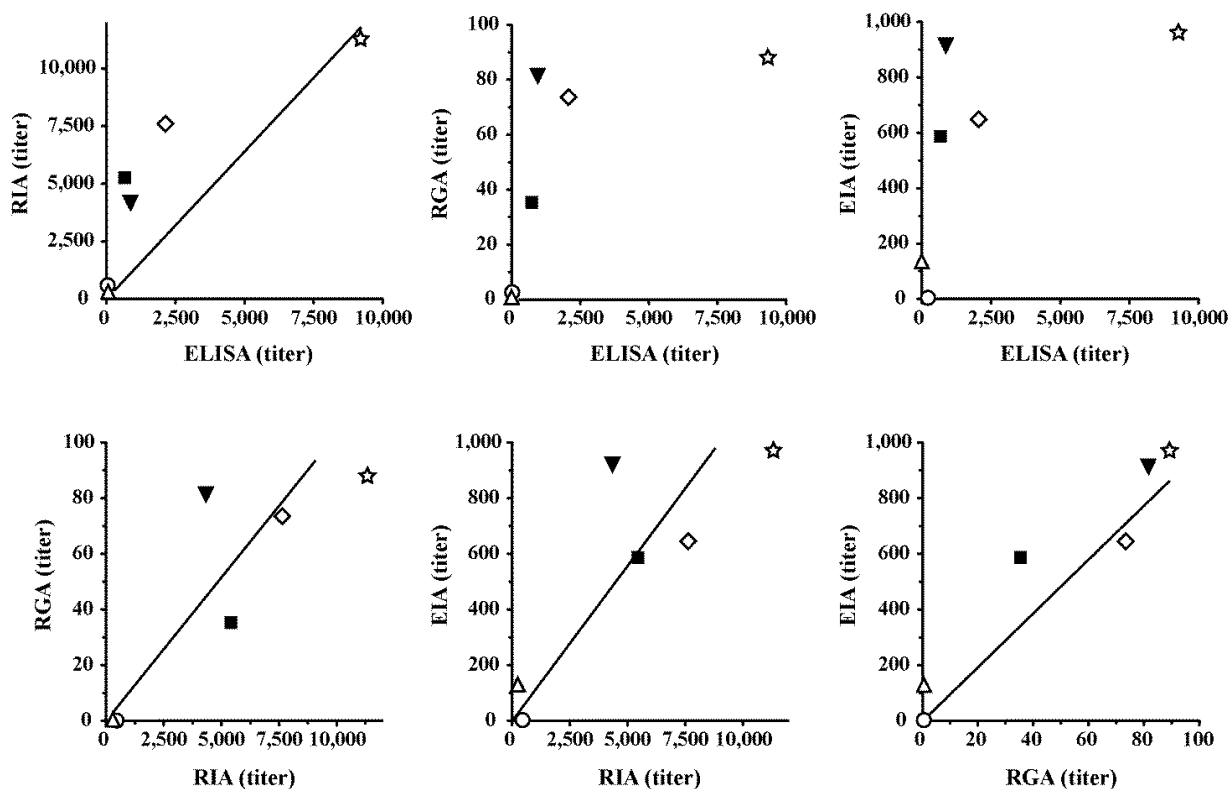 10,000
7,500
5,000
2,500
0
RIA (titer)
0 2,500 5,000 7,500 10,000
ELISA (titer)
100
80
60
40
20
0
RGA (titer)
0 2,500 5,000 7,500 10,000
ELISA (titer)
1,000
800
600
400
200
0
EIA (titer)
0 2,500 5,000 7,500 10,000
ELISA (titer)
100
80
60
40
20
0
RGA (titer)
0 2,500 5,000 7,500 10,000
RIA (titer)
1,000
800
600
400
200
0
EIA (titer)
0 2,500 5,000 7,500 10,000
RIA (titer)
1,000
800
600
400
200
0
EIA (titer)
0 20 40 60 80 100
RGA (titer)